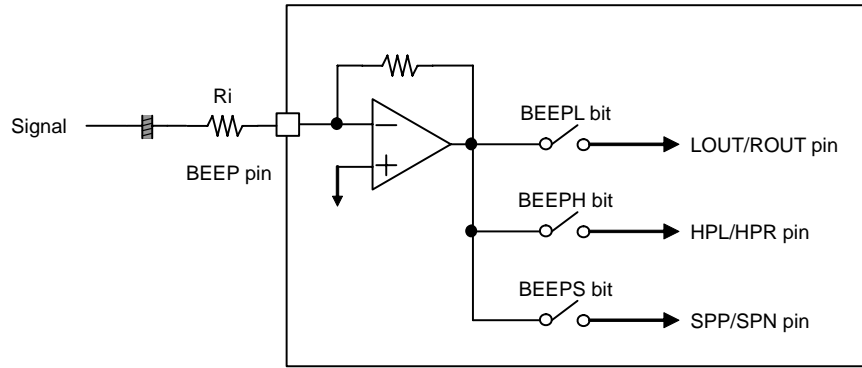 BEEPL bit
Ri
Signal
LOUT/ROUT pin
BEEP pin
BEEPH bit
HPL/HPR pin
BEEPS bit
SPP/SPN pin